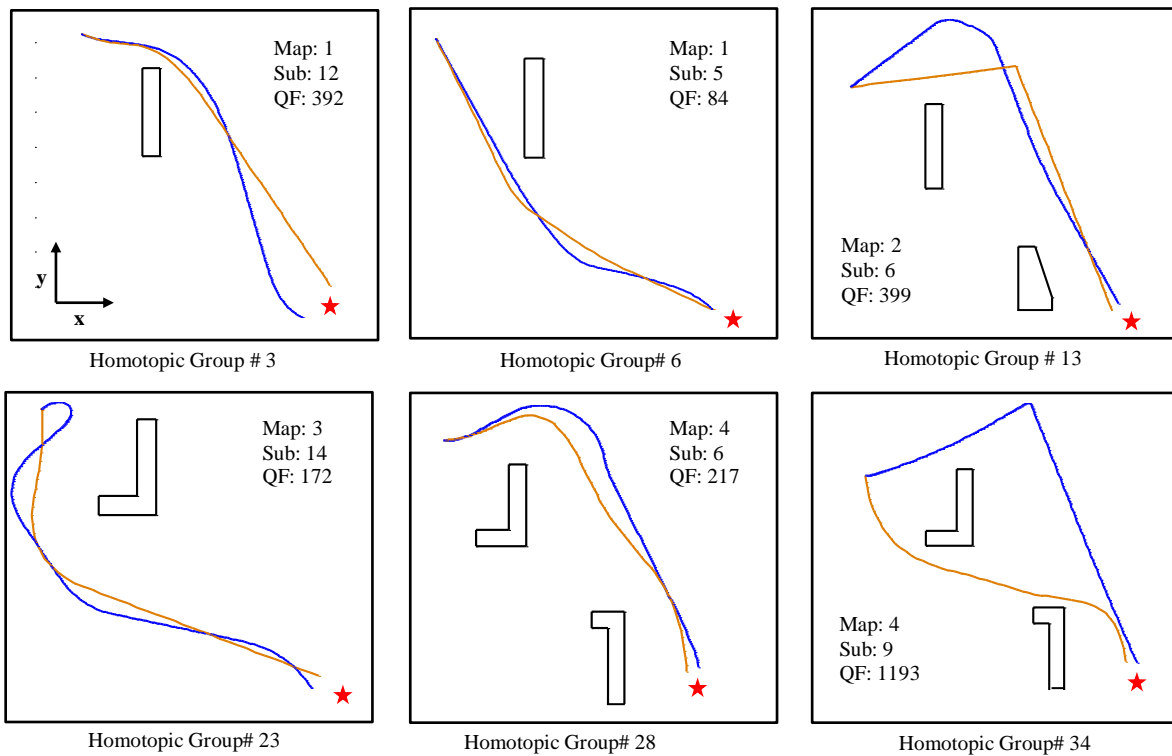 Map: 1
Sub: 12
QF: 392
y
x
Homotopic Group # 3
Map: 1
Sub: 5
QF: 84
Homotopic Group# 6
Map: 2
Sub: 6
QF: 399
Homotopic Group # 13
Map: 3
Sub: 14
QF: 172
Homotopic Group# 23
Map: 4
Sub: 6
QF: 217
Homotopic Group# 28
Map: 4
Sub: 9
QF: 1193
Homotopic Group# 34